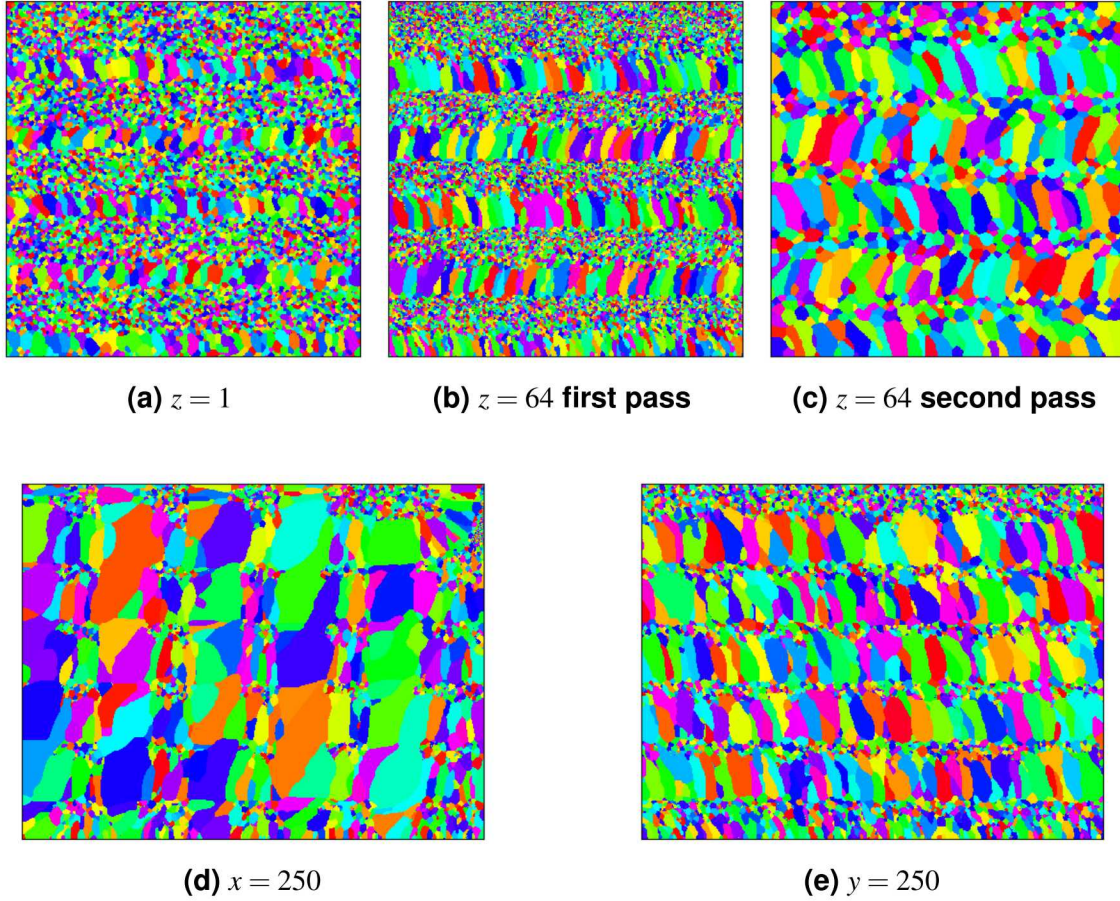 (a) z = 1
(b) z = 64 first pass
(c) z = 64 second pass
(d) x = 250
(e) y = 250